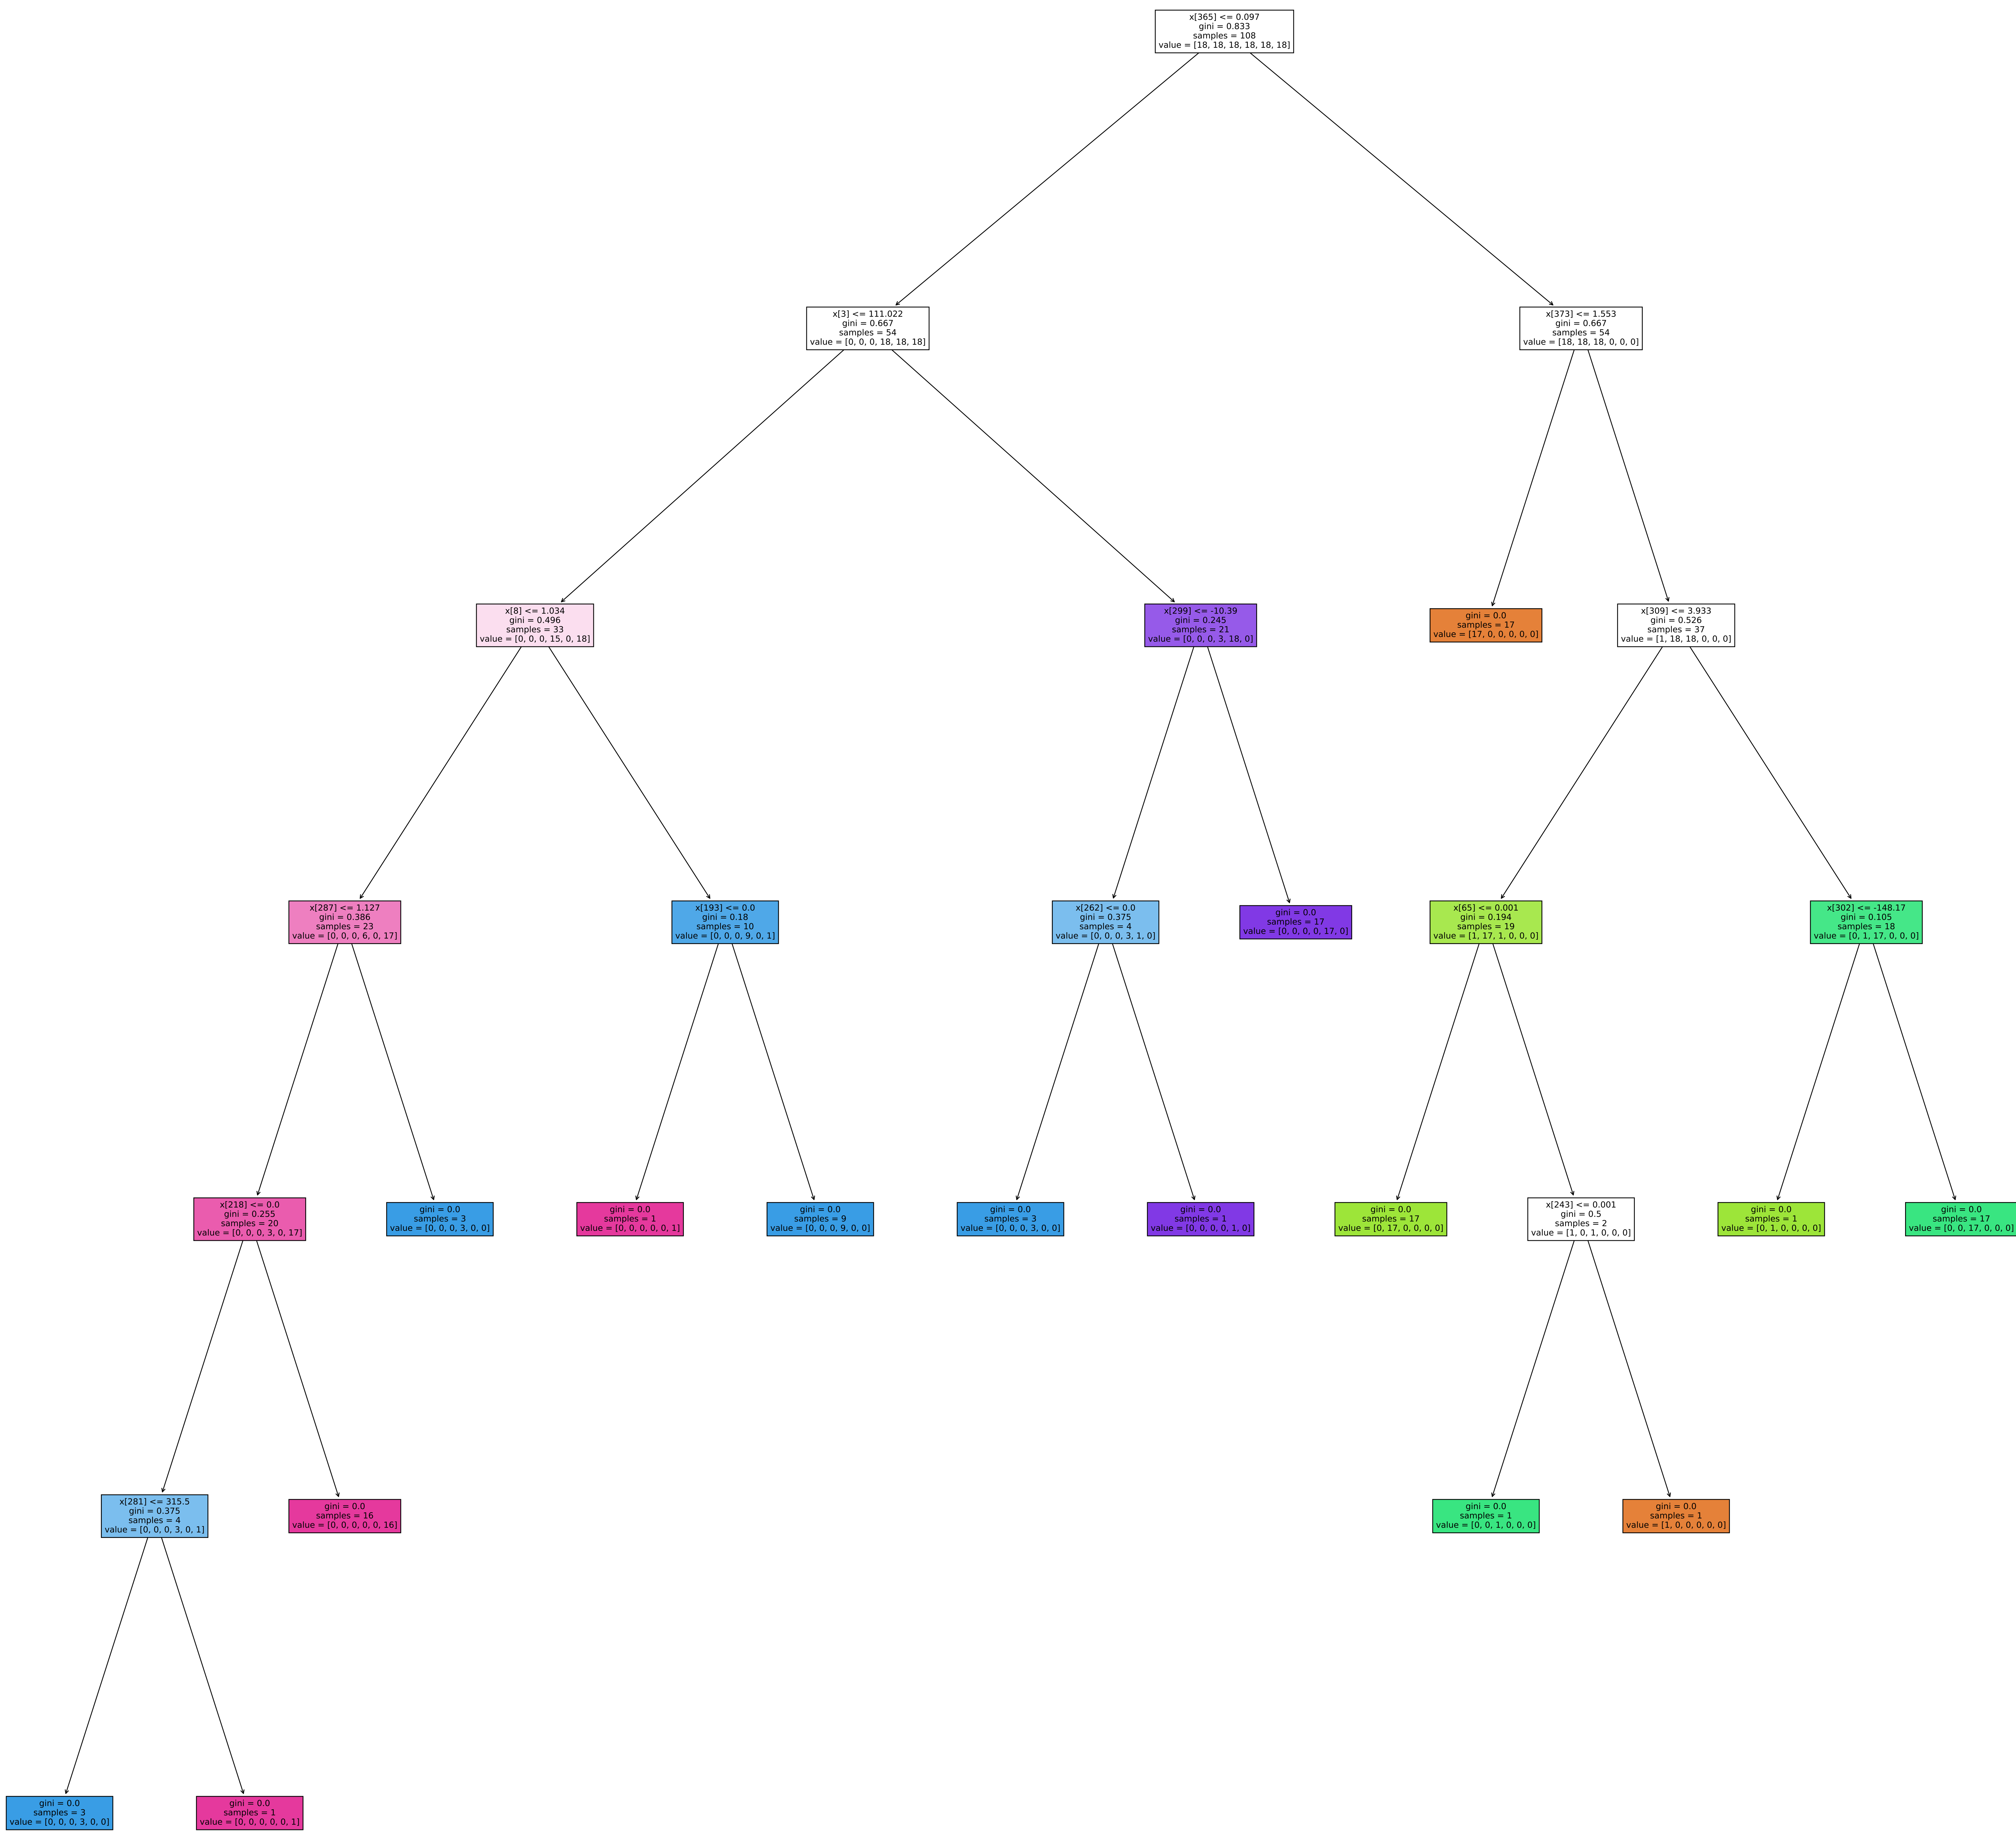 x[365] <= 0.097
gini = 0.833
samples = 108
value = [18, 18, 18, 18, 18, 18]
x[3] <= 111.022
gini = 0.667
samples = 54
value = [0, 0, 0, 18, 18, 18]
x[373] <= 1.553
gini = 0.667
samples = 54
value = [18, 18, 18, 0, 0, 0]
x[8] <= 1.034
gini = 0.496
samples = 33
value = [0, 0, 0, 15, 0, 18]
x[299] <= -10.39
gini = 0.245
samples = 21
value = [0, 0, 0, 3, 18, 0]
gini = 0.0
samples = 17
value = [17, 0, 0, 0, 0, 0]
x[309] <= 3.933
gini = 0.526
samples = 37
value = [1, 18, 18, 0, 0, 0]
x[287] <= 1.127
gini = 0.386
samples = 23
value = [0, 0, 0, 6, 0, 17]
x[193] <= 0.0
gini = 0.18
samples = 10
value = [0, 0, 0, 9, 0, 1]
x[262] <= 0.0
gini = 0.375
samples = 4
value = [0, 0, 0, 3, 1, 0]
gini = 0.0
samples = 17
value = [0, 0, 0, 0, 17, 0]
x[65] <= 0.001
gini = 0.194
samples = 19
value = [1, 17, 1, 0, 0, 0]
x[302] <= -148.17
gini = 0.105
samples = 18
value = [0, 1, 17, 0, 0, 0]
x[218] <= 0.0
gini = 0.255
samples = 20
value = [0, 0, 0, 3, 0, 17]
gini = 0.0
samples = 3
value = [0, 0, 0, 3, 0, 0]
gini = 0.0
samples = 1
value = [0, 0, 0, 0, 0, 1]
gini = 0.0
samples = 9
value = [0, 0, 0, 9, 0, 0]
gini = 0.0
samples = 3
value = [0, 0, 0, 3, 0, 0]
gini = 0.0
samples = 1
value = [0, 0, 0, 0, 1, 0]
gini = 0.0
samples = 17
value = [0, 17, 0, 0, 0, 0]
x[243] <= 0.001
gini = 0.5
samples = 2
value = [1, 0, 1, 0, 0, 0]
gini = 0.0
samples = 1
value = [0, 1, 0, 0, 0, 0]
gini = 0.0
samples = 17
value = [0, 0, 17, 0, 0, 0]
x[281] <= 315.5
gini = 0.375
samples = 4
value = [0, 0, 0, 3, 0, 1]
gini = 0.0
samples = 16
value = [0, 0, 0, 0, 0, 16]
gini = 0.0
samples = 1
value = [0, 0, 1, 0, 0, 0]
gini = 0.0
samples = 1
value = [1, 0, 0, 0, 0, 0]
gini = 0.0
samples = 3
value = [0, 0, 0, 3, 0, 0]
gini = 0.0
samples = 1
value = [0, 0, 0, 0, 0, 1]